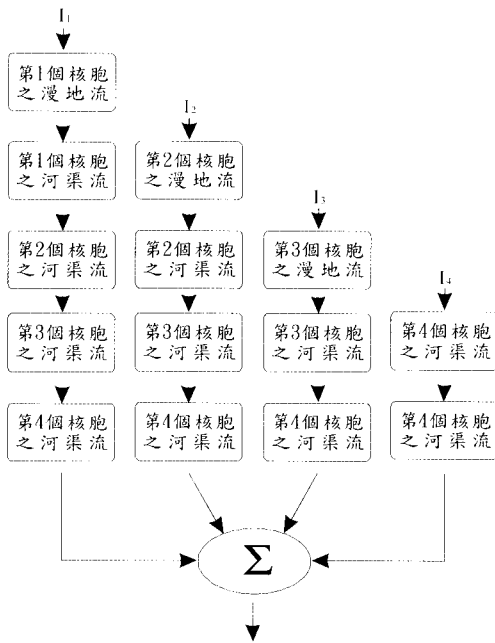 I₁
第1個核胞
之漫地流
I₂
第1個核胞
之河渠流
第2個核胞
之漫地流
I₃
第2個核胞
之河渠流
第2個核胞
之河渠流
第3個核胞
之漫地流
I₄
第3個核胞
之河渠流
第3個核胞
之河渠流
第3個核胞
之河渠流
第4個核胞
之河渠流
第4個核胞
之河渠流
第4個核胞
之河渠流
第4個核胞
之河渠流
第4個核胞
之河渠流
Σ